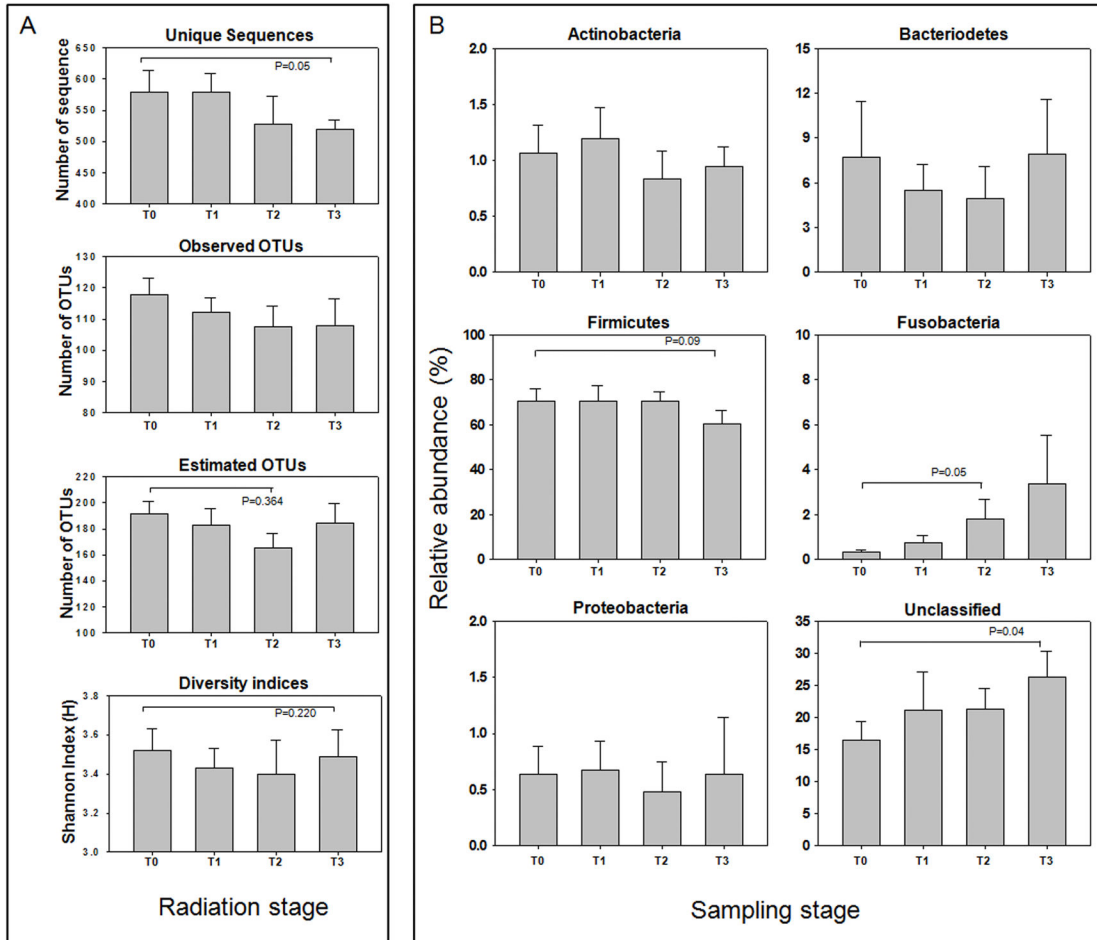 A
Unique Sequences
Number of sequence
650
600
550
500
450
400
P=0.05
T0 T1 T2 T3
Observed OTUs
Number of OTUs
130
120
110
100
90
80
T0 T1 T2 T3
Estimated OTUs
Number of OTUs
220
200
180
160
140
120
100
P=0.364
T0 T1 T2 T3
Diversity indices
Shannon Index (H)
3.8
3.6
3.4
3.2
3.0
P=0.220
T0 T1 T2 T3
Radiation stage
B
Relative abundance (%)
Actinobacteria
2.0
1.5
1.0
0.5
0.0
T0 T1 T2 T3
Bacteriodetes
15
12
9
6
3
0
T0 T1 T2 T3
Firmicutes
100
80
60
40
20
0
P=0.09
T0 T1 T2 T3
Fusobacteria
10
8
6
4
2
0
P=0.05
T0 T1 T2 T3
Proteobacteria
2.0
1.5
1.0
0.5
0.0
T0 T1 T2 T3
Unclassified
35
30
25
20
15
10
5
0
P=0.04
T0 T1 T2 T3
Sampling stage